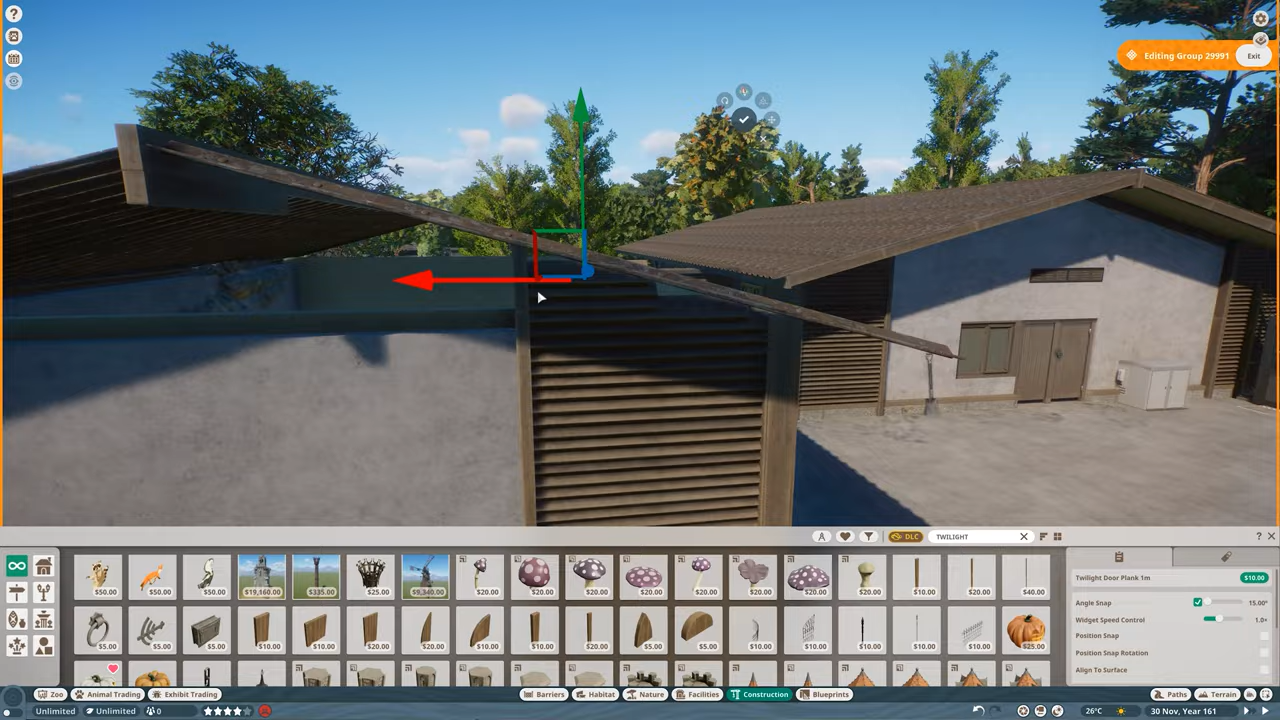 Editing Group 29991
Exit
DLC
TWILIGHT
$50.00 $50.00 $50.00 $19,160.00 $335.00 $25.00 $9,340.00 $20.00 $20.00 $20.00 $20.00 $20.00 $20.00 $20.00 $20.00 $10.00 $20.00 $40.00
$5.00 $5.00 $5.00 $10.00 $10.00 $10.00 $20.00 $10.00 $10.00 $10.00 $5.00 $5.00 $10.00 $10.00 $10.00 $10.00 $10.00 $25.00
Twilight Door Plank 1m
$10.00
Angle Snap
15.00°
Widget Speed Control
1.0×
Position Snap
Position Snap Rotation
Align To Surface
Zoo
Animal Trading
Exhibit Trading
Barriers
Habitat
Nature
Facilities
Construction
Blueprints
Paths
Terrain
Unlimited
Unlimited
0
26°C
30 Nov, Year 161